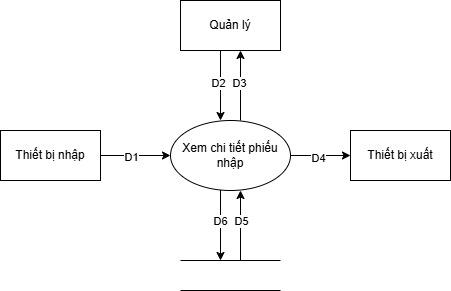 Quản lý
D2
D3
Thiết bị nhập
D1
Xem chi tiết phiếu
nhập
D4
Thiết bị xuất
D6
D5